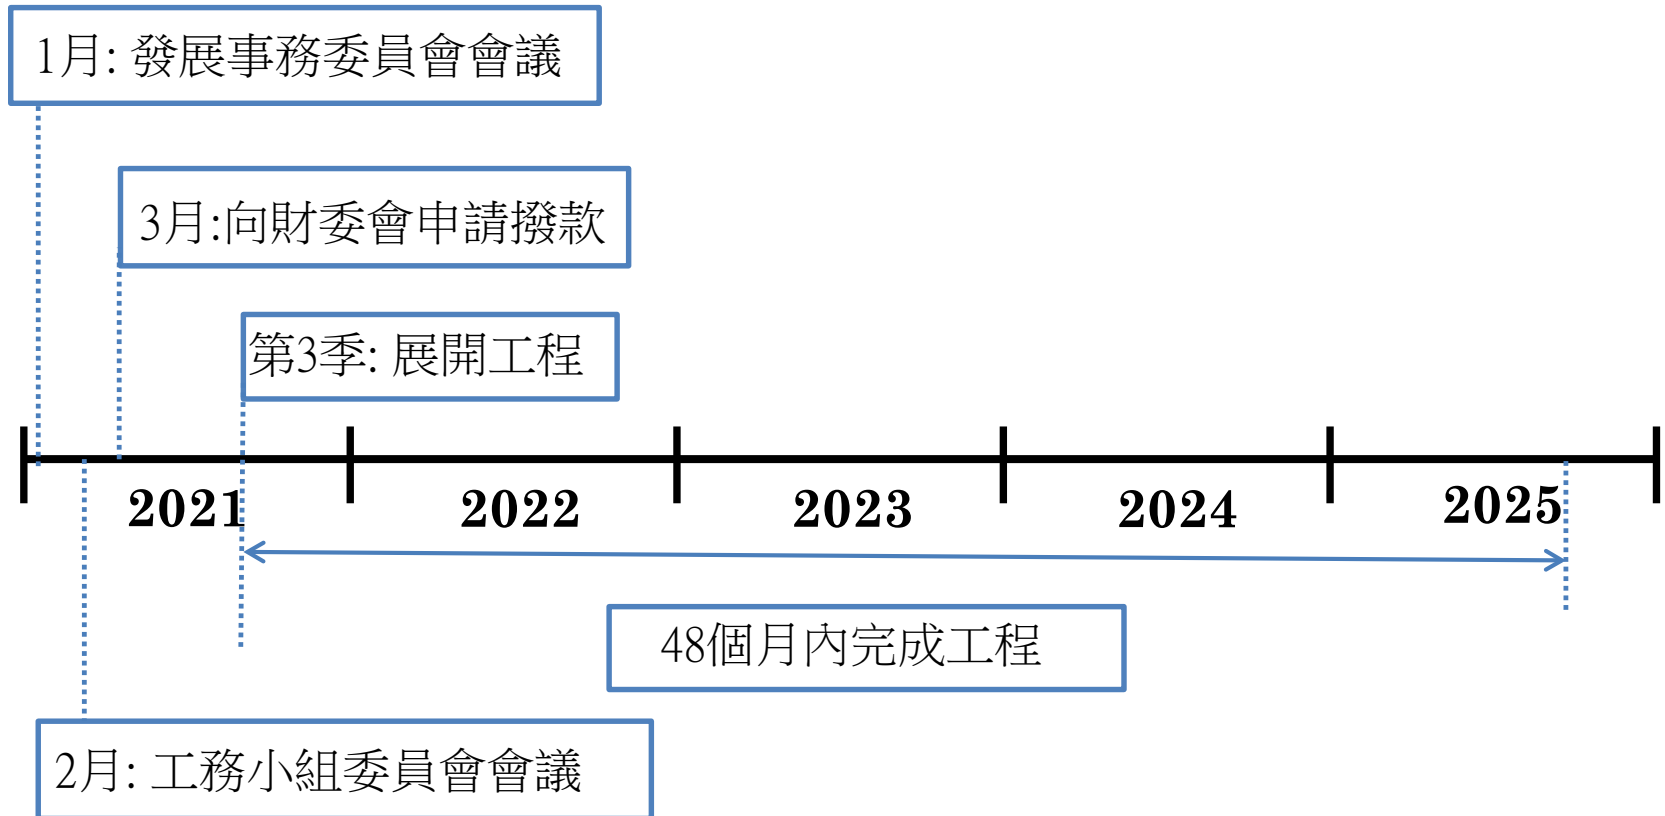 1月: 發展事務委員會會議
3月:向財委會申請撥款
第3季: 展開工程
2021
2022
2023
2024
2025
48個月內完成工程
2月: 工務小組委員會會議